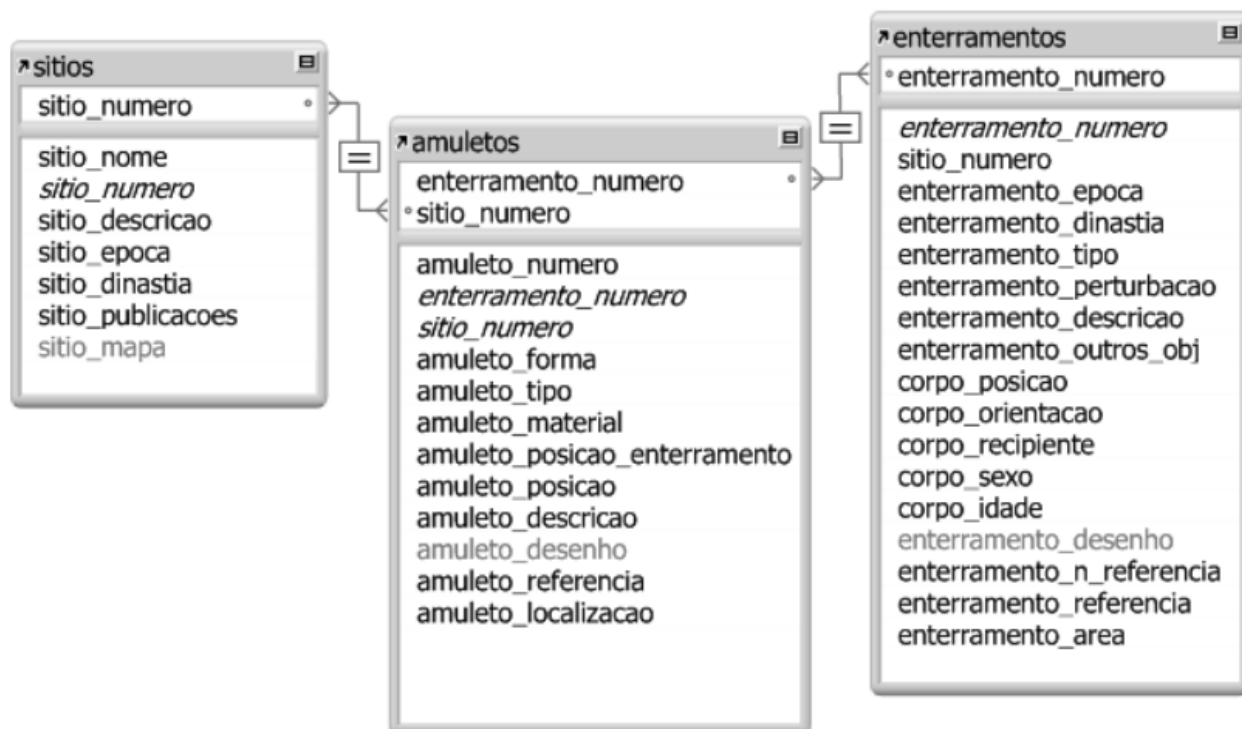 sitios
sitio_numero
sitio_nome
sitio_numero
sitio_descricao
sitio_epoca
sitio_dinastia
sitio_publicacoes
sitio_mapa
=
amuletos
enterramento_numero
sitio_numero
amuleto_numero
enterramento_numero
sitio_numero
amuleto_forma
amuleto_tipo
amuleto_material
amuleto_posicao_enterramento
amuleto_posicao
amuleto_descricao
amuleto_desenho
amuleto_referencia
amuleto_localizacao
=
enterramentos
enterramento_numero
enterramento_numero
sitio_numero
enterramento_epoca
enterramento_dinastia
enterramento_tipo
enterramento_perturbacao
enterramento_descricao
enterramento_outros_obj
corpo_posicao
corpo_orientacao
corpo_recipiente
corpo_sexo
corpo_idade
enterramento_desenho
enterramento_n_referencia
enterramento_referencia
enterramento_area